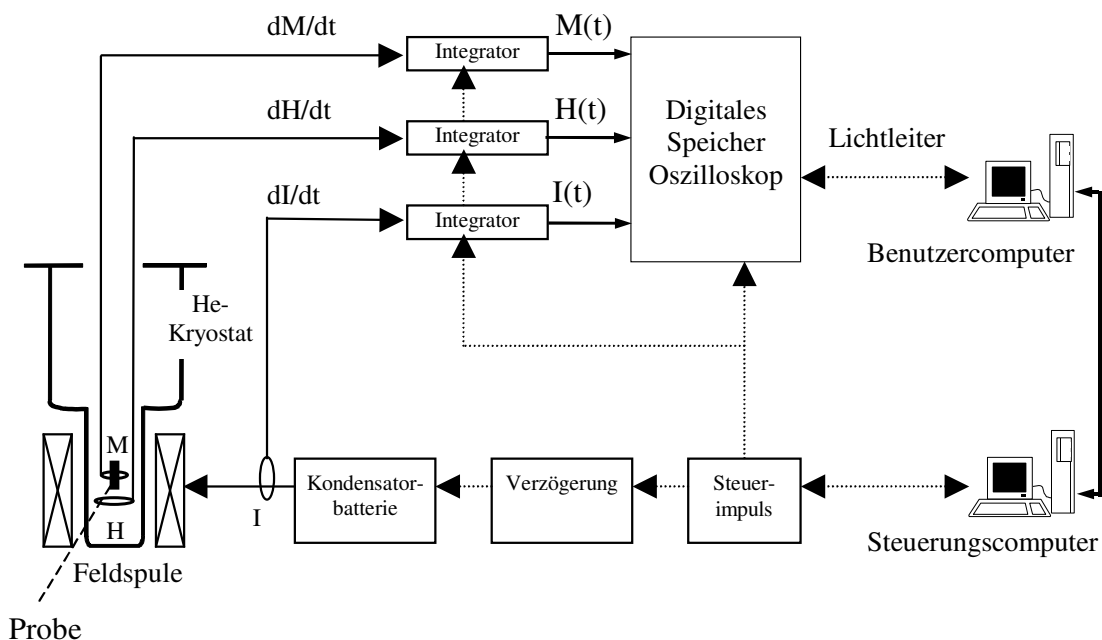 dM/dt
Integrator
M(t)
dH/dt
Integrator
H(t)
dI/dt
Integrator
I(t)
Digitales
Speicher
Oszilloskop
Lichtleiter
Benutzercomputer
He-
Kryostat
M
H
I
Kondensator-
batterie
Verzögerung
Steuer-
impuls
Steuerungscomputer
Feldspule
Probe